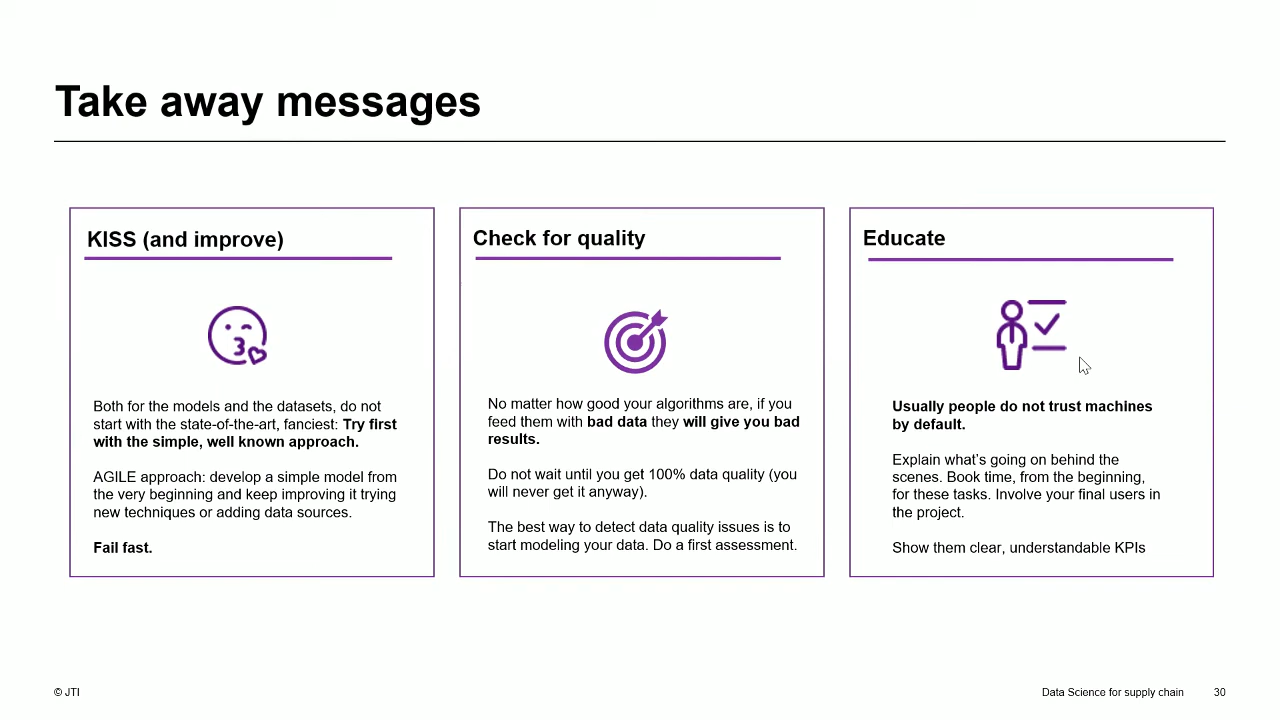 Take away messages
KISS (and improve)
Both for the models and the datasets, do not
start with the state-of-the-art, fanciest: Try first
with the simple, well known approach.
AGILE approach: develop a simple model from
the very beginning and keep improving it trying
new techniques or adding data sources.
Fail fast.
Check for quality
No matter how good your algorithms are, if you
feed them with bad data they will give you bad
results.
Do not wait until you get 100% data quality (you
will never get it anyway).
The best way to detect data quality issues is to
start modeling your data. Do a first assessment.
Educate
Usually people do not trust machines
by default.
Explain what's going on behind the
scenes. Book time, from the beginning,
for these tasks. Involve your final users in
the project.
Show them clear, understandable KPIs
© JTI
Data Science for supply chain
30